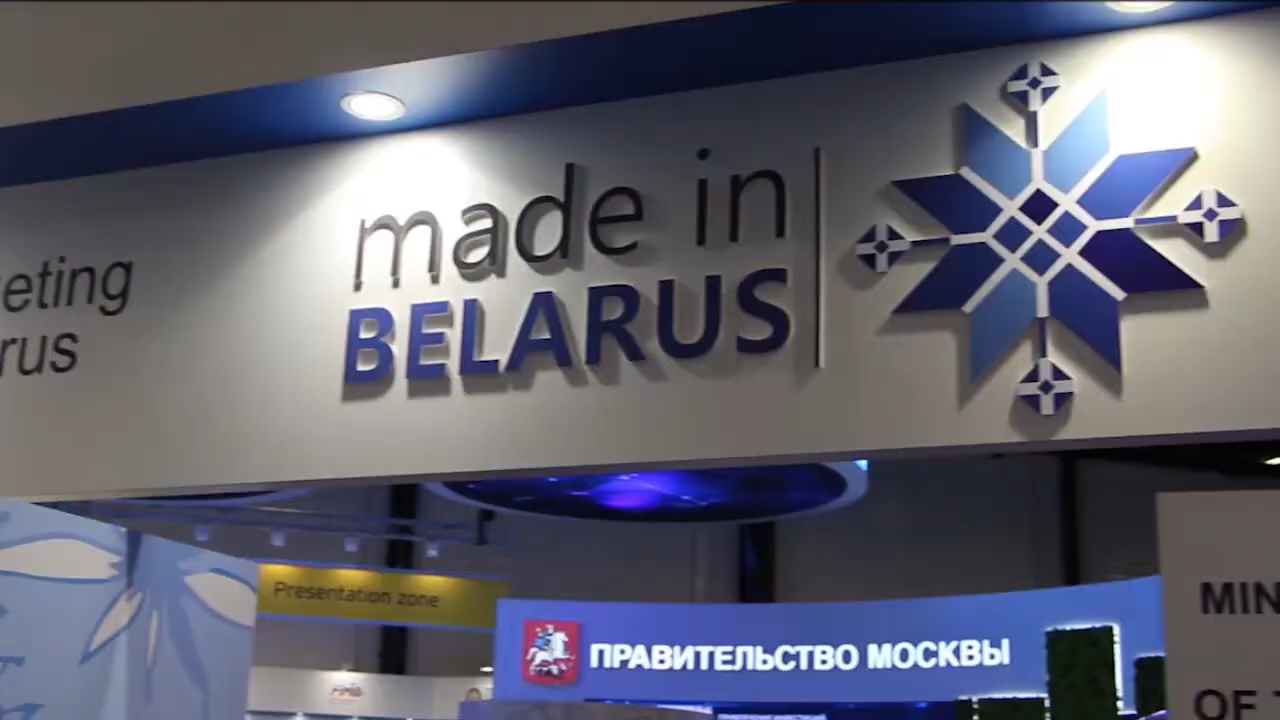 made in
BELARUS
eting
rus
Presentation zone
ПРАВИТЕЛЬСТВО МОСКВЫ
MIN
OF